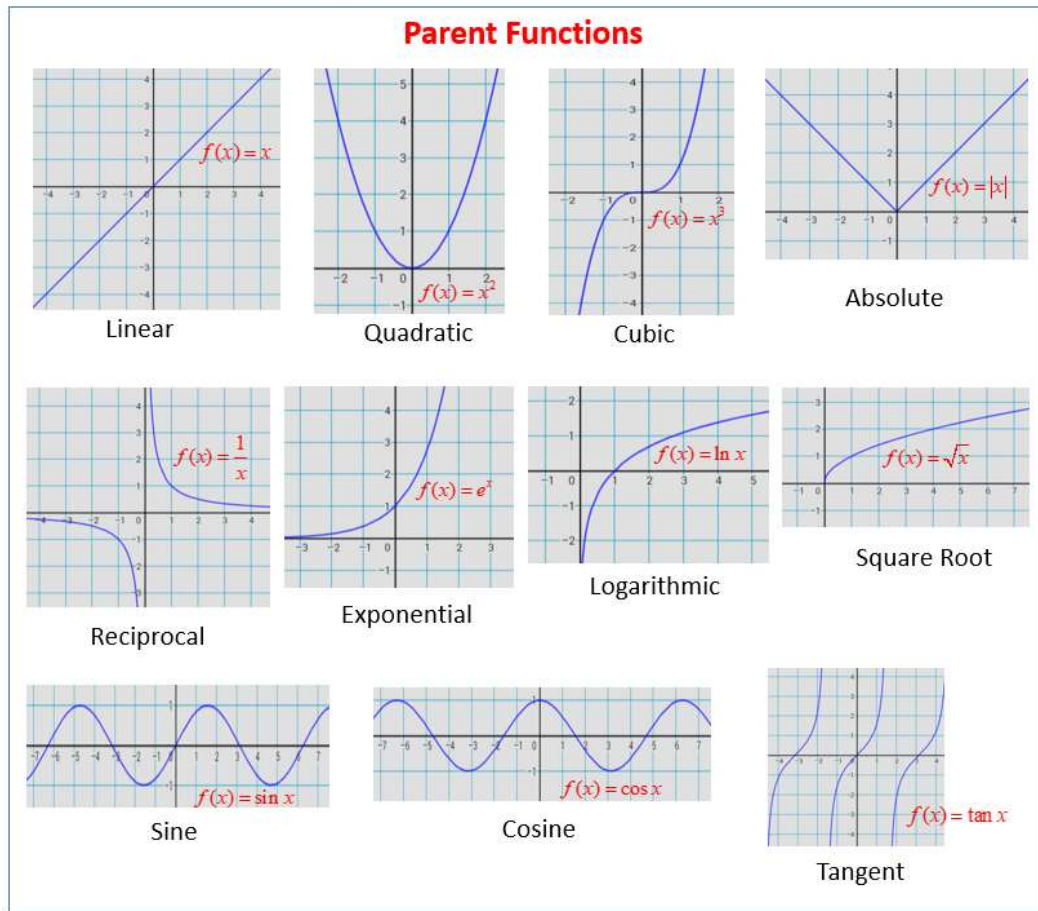 Parent Functions
f(x) = x
Linear
f(x) = x²
Quadratic
f(x) = x³
Cubic
f(x) = |x|
Absolute
f(x) = 1/x
Reciprocal
f(x) = eˣ
Exponential
f(x) = ln x
Logarithmic
f(x) = √x
Square Root
f(x) = sin x
Sine
f(x) = cos x
Cosine
f(x) = tan x
Tangent